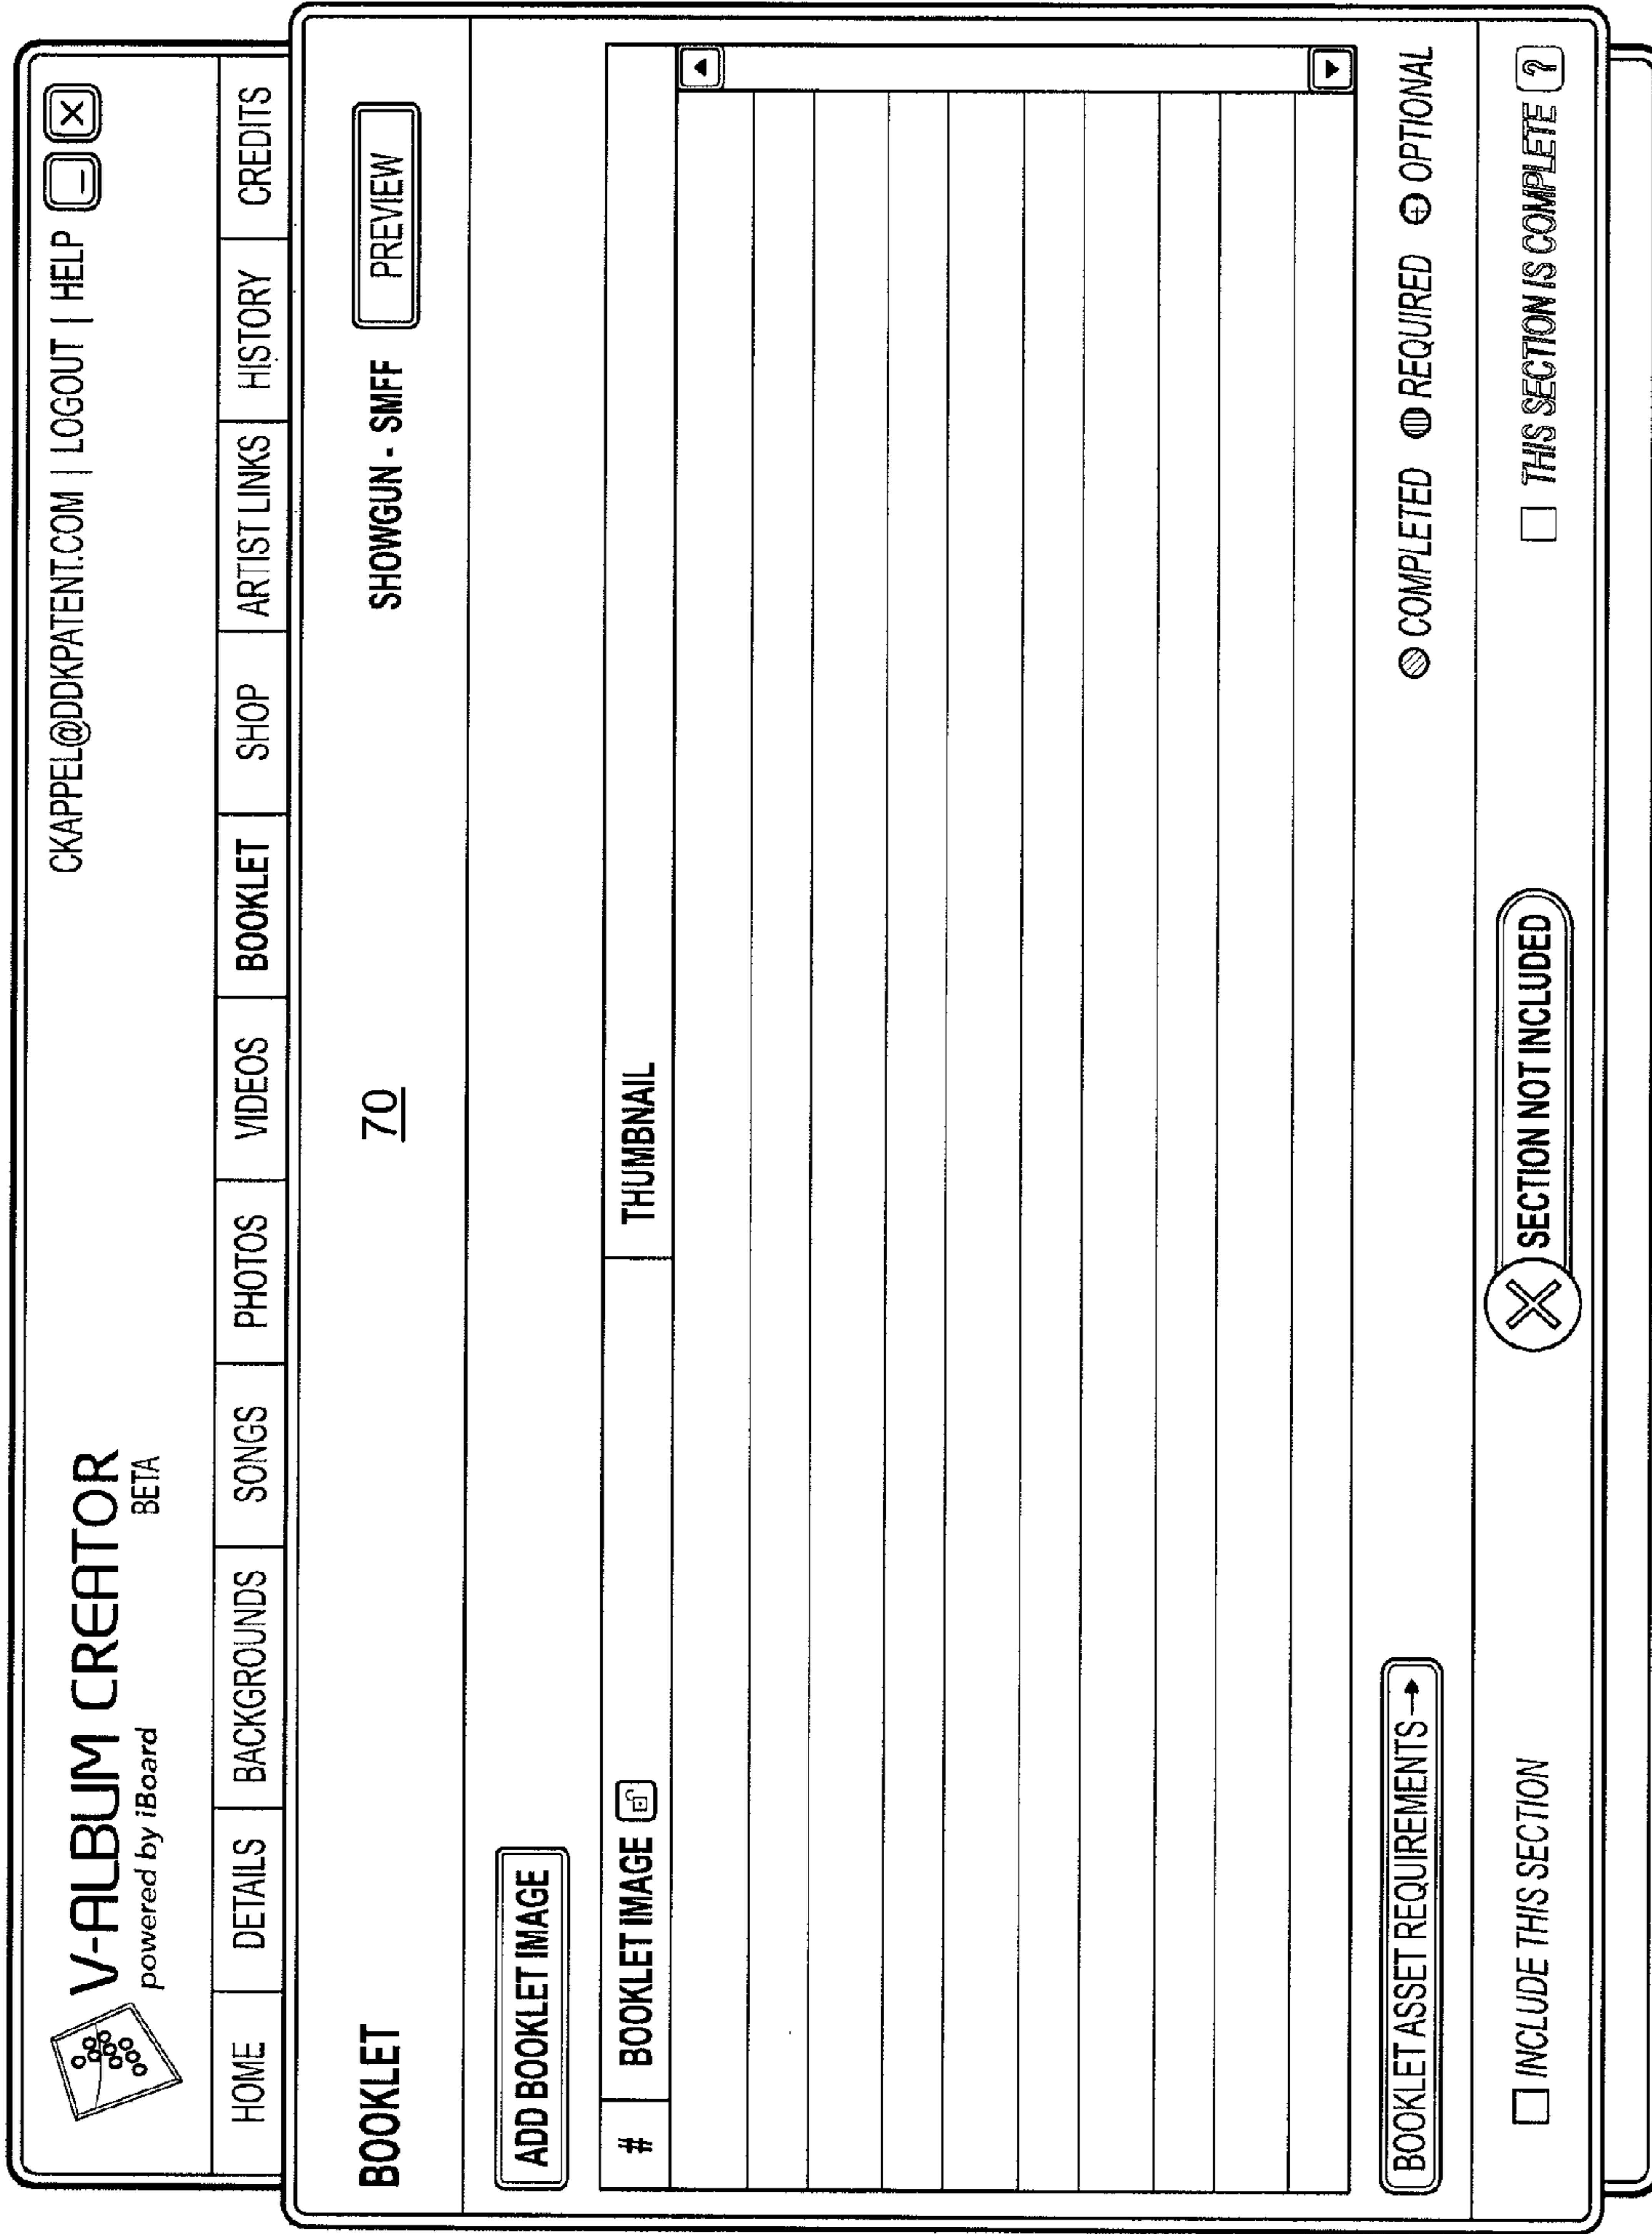 CKAPPEL@DDKPATENT.COM | LOGOUT | HELP
V-ALBUM CREATOR
BETA
powered by iBoard
HOME DETAILS BACKGROUNDS SONGS PHOTOS VIDEOS BOOKLET SHOP ARTIST LINKS HISTORY CREDITS
BOOKLET 70 SHOWGUN - SMFF PREVIEW
ADD BOOKLET IMAGE
# BOOKLET IMAGE THUMBNAIL
BOOKLET ASSET REQUIREMENTS→ COMPLETED REQUIRED OPTIONAL
INCLUDE THIS SECTION SECTION NOT INCLUDED THIS SECTION IS COMPLETE ?